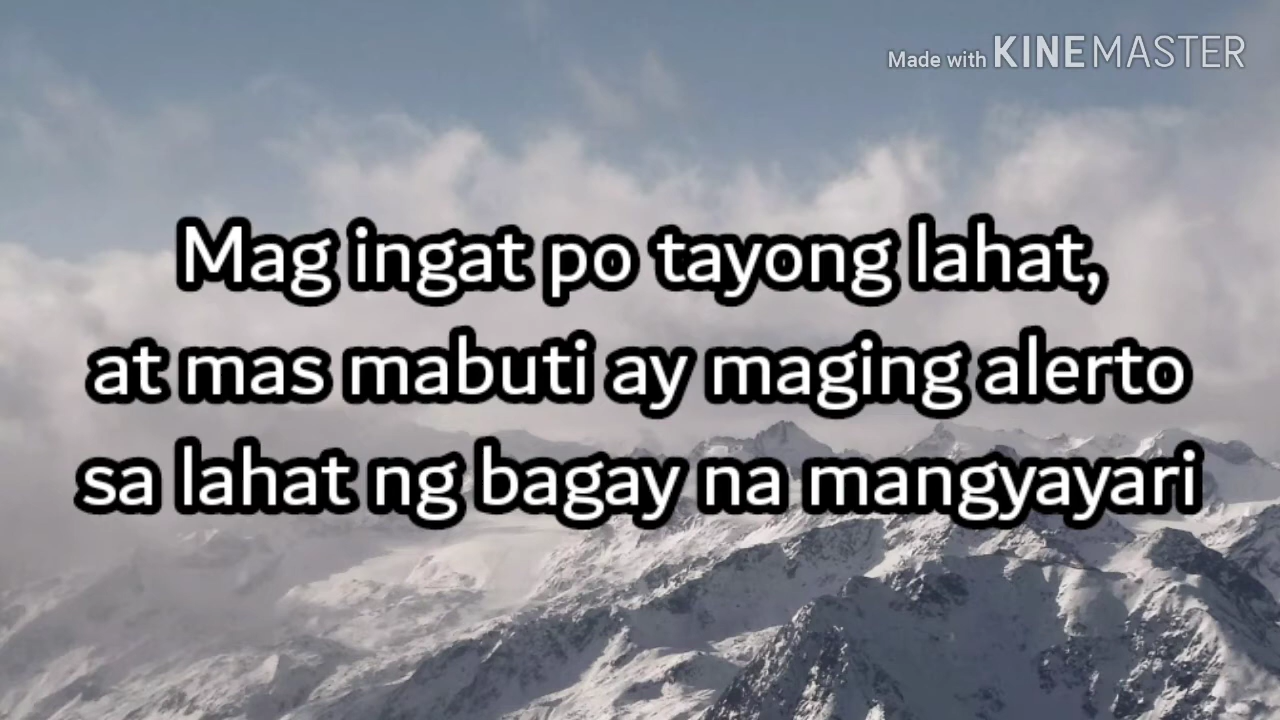 Made with KINEMASTER
Mag ingat po tayong lahat,
at mas mabuti ay maging alerto
sa lahat ng bagay na mangyayari